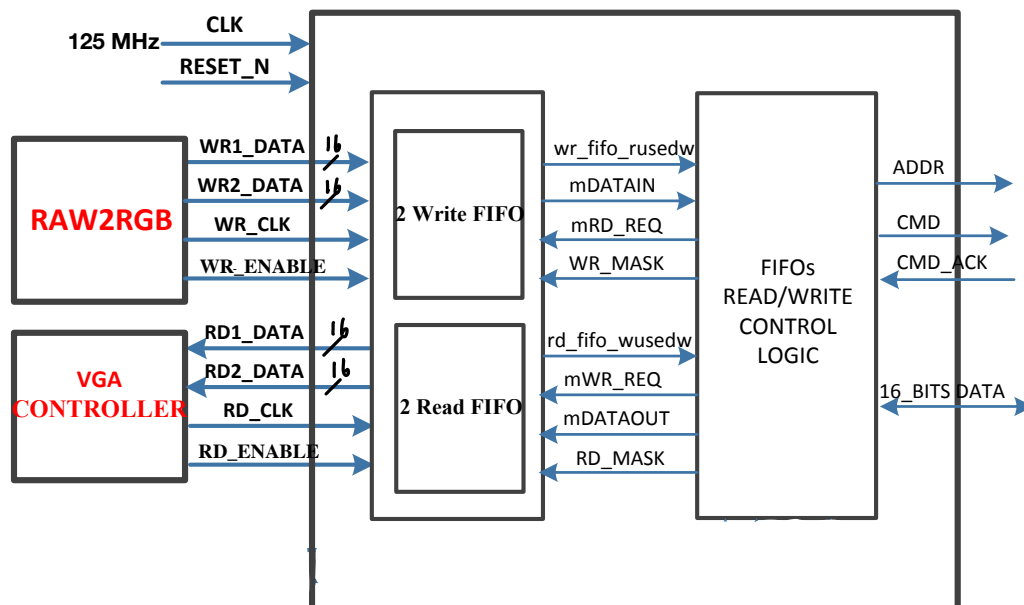 CLK
125 MHz
RESET_N
WR1_DATA 16
WR2_DATA 16
RAW2RGB
WR_CLK
WR_ENABLE
2 Write FIFO
wr_fifo_rusedw
mDATAIN
mRD_REQ
WR_MASK
RD1_DATA 16
RD2_DATA 16
VGA
CONTROLLER
RD_CLK
RD_ENABLE
2 Read FIFO
rd_fifo_wusedw
mWR_REQ
mDATAOUT
RD_MASK
FIFOs
READ/WRITE
CONTROL
LOGIC
ADDR
CMD
CMD_ACK
16_BITS DATA